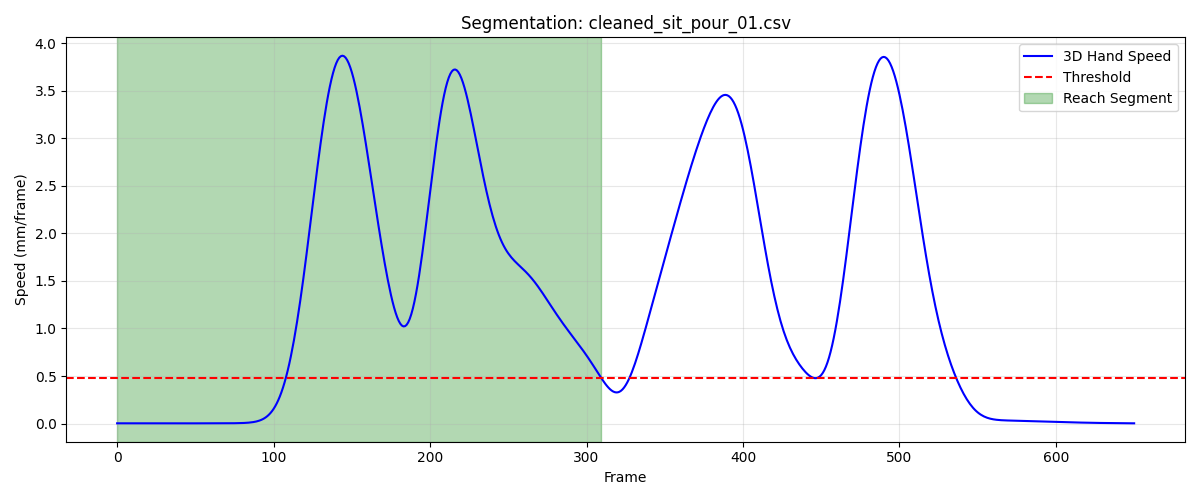 Segmentation: cleaned_sit_pour_01.csv
4.0
3.5
3.0
2.5
2.0
1.5
1.0
0.5
0.0
Speed (mm/frame)
3D Hand Speed
Threshold
Reach Segment
0 100 200 300 400 500 600
Frame